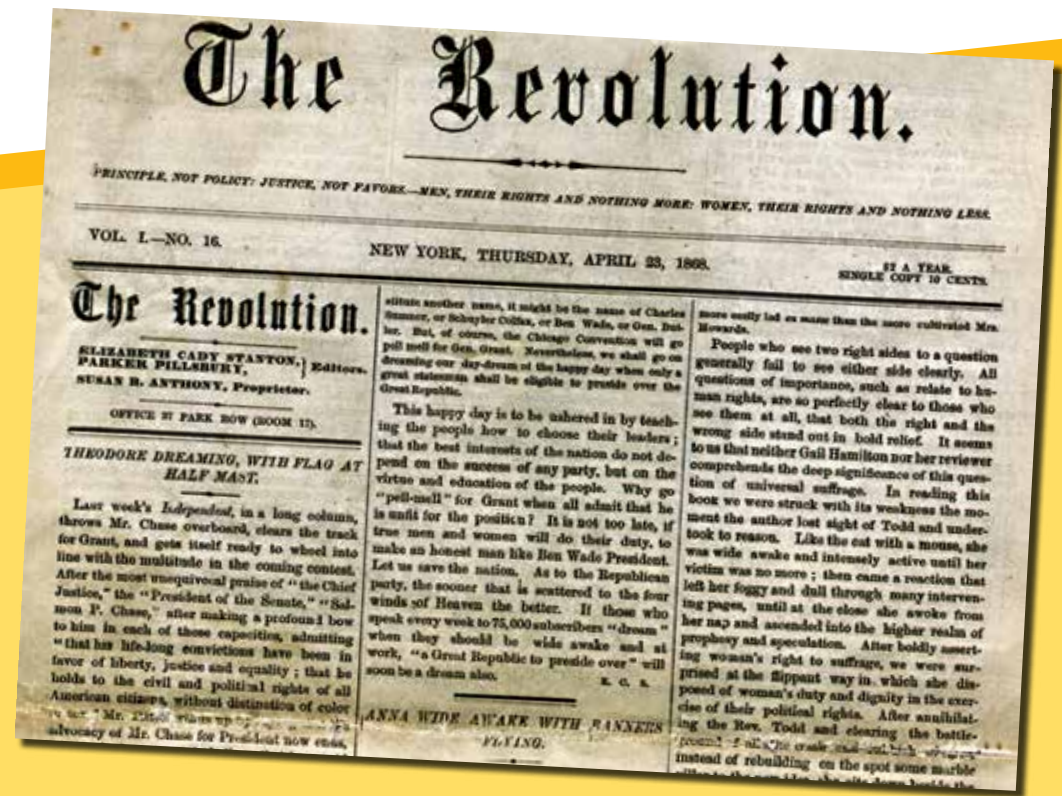 The Revolution.
PRINCIPLE, NOT POLICY: JUSTICE, NOT FAVORS.—MEN, THEIR RIGHTS AND NOTHING MORE: WOMEN, THEIR RIGHTS AND NOTHING LESS.
VOL. I.—NO. 16.
NEW YORK, THURSDAY, APRIL 23, 1868.
$2 A YEAR.
SINGLE COPY 10 CENTS.
The Revolution.
ELIZABETH CADY STANTON,
PARKER PILLSBURY,
Editors.
SUSAN B. ANTHONY, Proprietor.
OFFICE 37 PARK ROW (ROOM 17).
THEODORE DREAMING, WITH FLAG AT
HALF MAST.
LAST week's Independent, in a long column,
throws Mr. Chase overboard, clears the track
for Grant, and gets itself ready to wheel into
line with the multitude in the coming contest.
After the most unequivocal praise of "the Chief
Justice," the "President of the Senate," "Sal-
mon P. Chase," after making a profound bow
to him in each of these capacities, admitting
"that his life-long convictions have been in
favor of liberty, justice and equality; that he
holds to the civil and political rights of all
American citizens, without distinction of color
Mr.
advocacy of Mr. Chase for President now ends,
stitute another name, it might be the name of Charles
Sumner, or Schuyler Colfax, or Ben Wade, or Gen. But-
ler. But, of course, the Chicago Convention will go
pell mell for Gen. Grant. Nevertheless, we shall go on
dreaming our day-dream of the happy day when only a
great statesman shall be eligible to preside over the
Great Republic.
This happy day is to be ushered in by teach-
ing the people how to choose their leaders;
that the best interests of the nation do not de-
pend on the success of any party, but on the
virtue and education of the people. Why go
"pell-mell" for Grant when all admit that he
is unfit for the position? It is not too late, if
true men and women will do their duty, to
make an honest man like Ben Wade President.
Let us save the nation. As to the Republican
party, the sooner that is scattered to the four
winds of Heaven the better. If those who
speak every week to 75,000 subscribers "dream"
when they should be wide awake and at
work, "a Great Republic to preside over" will
soon be a dream also.
E. C. S.
ANNA WIDE AWAKE WITH BANNERS
FLYING.
more easily led en masse than the more cultivated Mrs.
Howards.
People who see two right sides to a question
generally fail to see either side clearly. All
questions of importance, such as relate to hu-
man rights, are so perfectly clear to those who
see them at all, that both the right and the
wrong side stand out in bold relief. It seems
to us that neither Gail Hamilton nor her reviewer
comprehends the deep significance of this ques-
tion of universal suffrage. In reading this
book we were struck with its weakness the mo-
ment the author lost sight of Todd and under-
took to reason. Like the cat with a mouse, she
was wide awake and intensely active until her
victim was no more; then came a reaction that
left her foggy and dull through many interven-
ing pages, until at the close she awoke from
her nap and ascended into the higher realm of
prophesy and speculation. After boldly assert-
ing woman's right to suffrage, we were sur-
prised at the flippant way in which she dis-
posed of woman's duty and dignity in the exer-
cise of their political rights. After annihilat-
ing the Rev. Todd and clearing the battle-
instead of rebuilding on the spot some marble